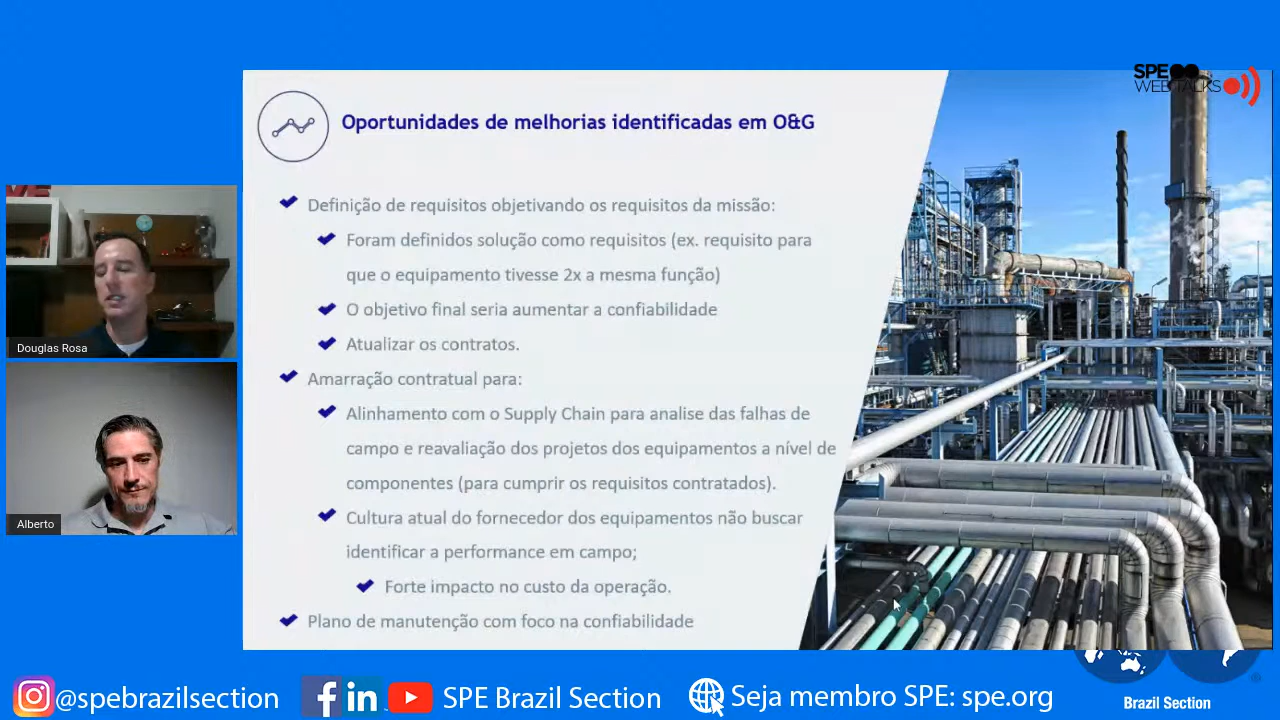 SPE
WEB TALKS
Oportunidades de melhorias identificadas em O&G
Definição de requisitos objetivando os requisitos da missão:
Foram definidos solução como requisitos (ex. requisito para
que o equipamento tivesse 2x a mesma função)
O objetivo final seria aumentar a confiabilidade
Atualizar os contratos.
Amarração contratual para:
Alinhamento com o Supply Chain para analise das falhas de
campo e reavaliação dos projetos dos equipamentos a nível de
componentes (para cumprir os requisitos contratados).
Cultura atual do fornecedor dos equipamentos não buscar
identificar a performance em campo;
Forte impacto no custo da operação.
Plano de manutenção com foco na confiabilidade
Douglas Rosa
Alberto
@spebrazilsection
SPE Brazil Section
Seja membro SPE: spe.org
Brazil Section